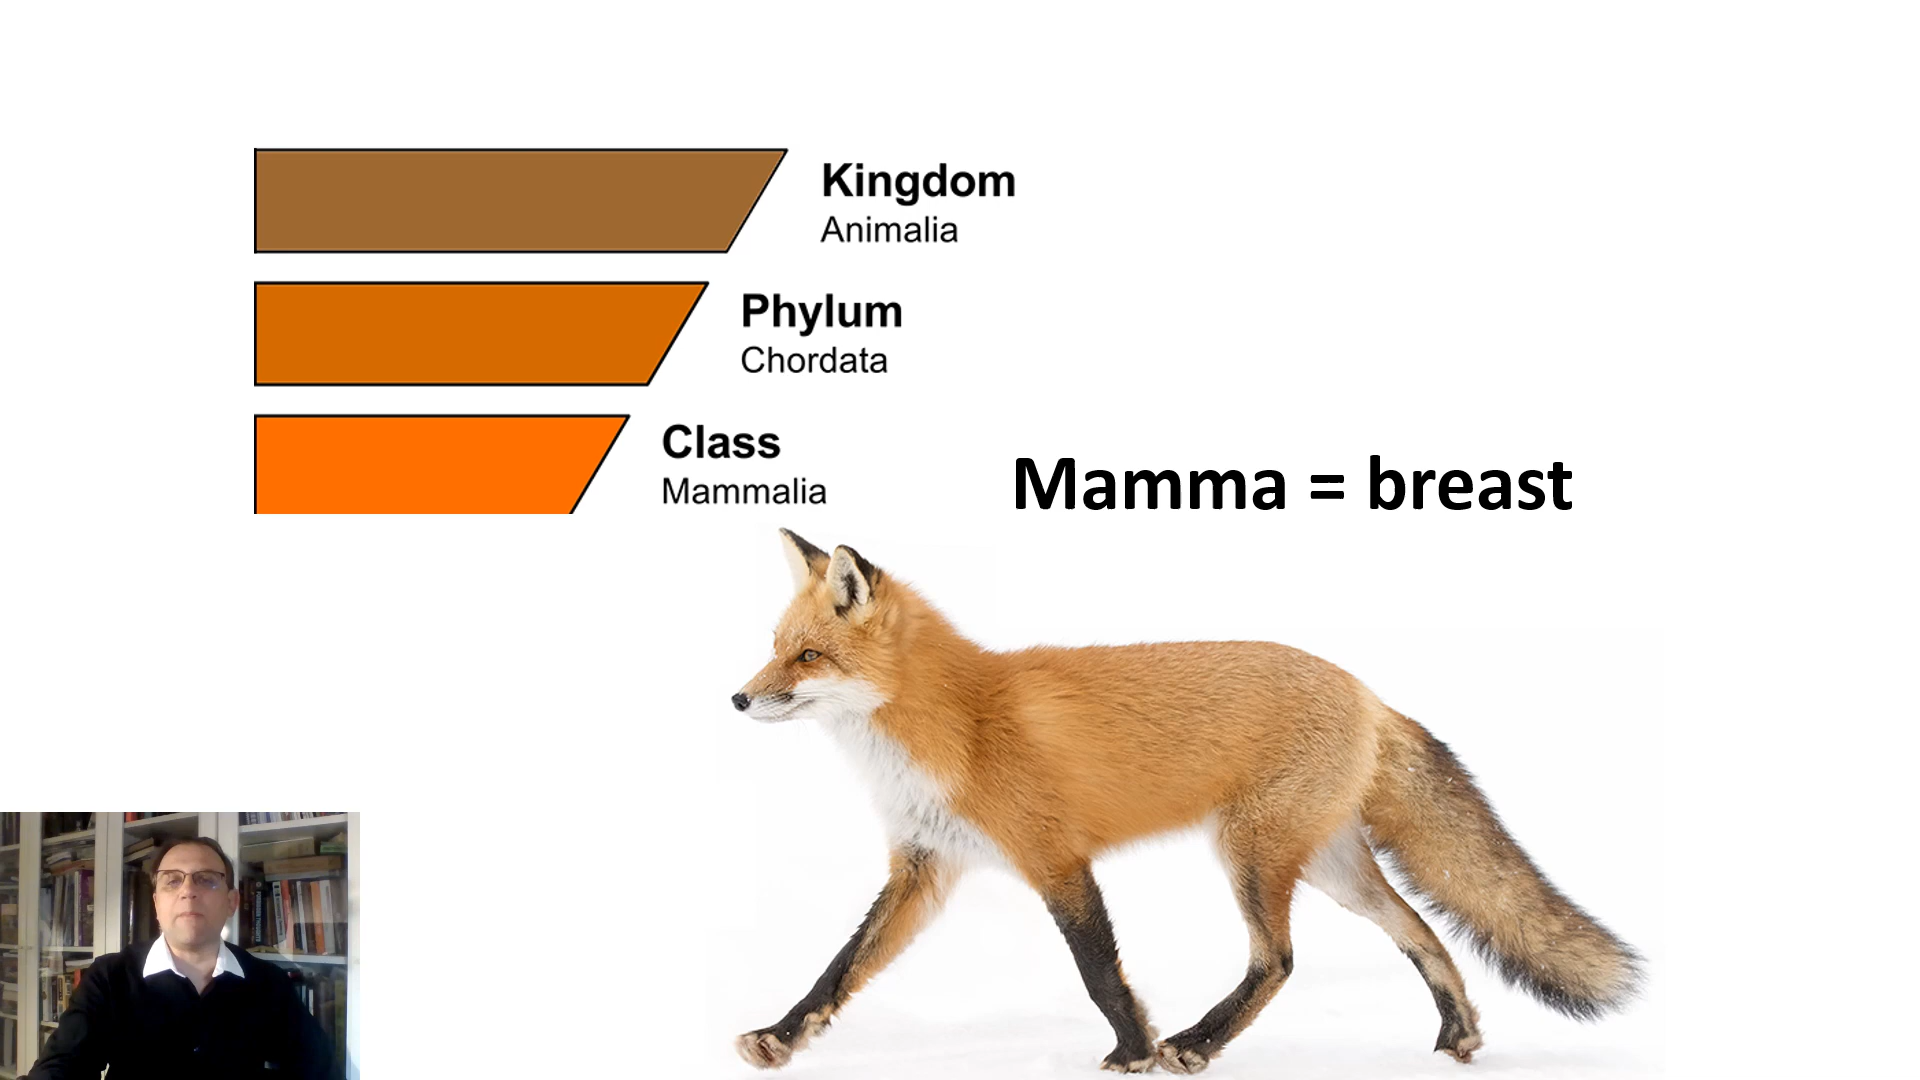 Kingdom
Animalia
Phylum
Chordata
Class
Mammalia
Mamma = breast